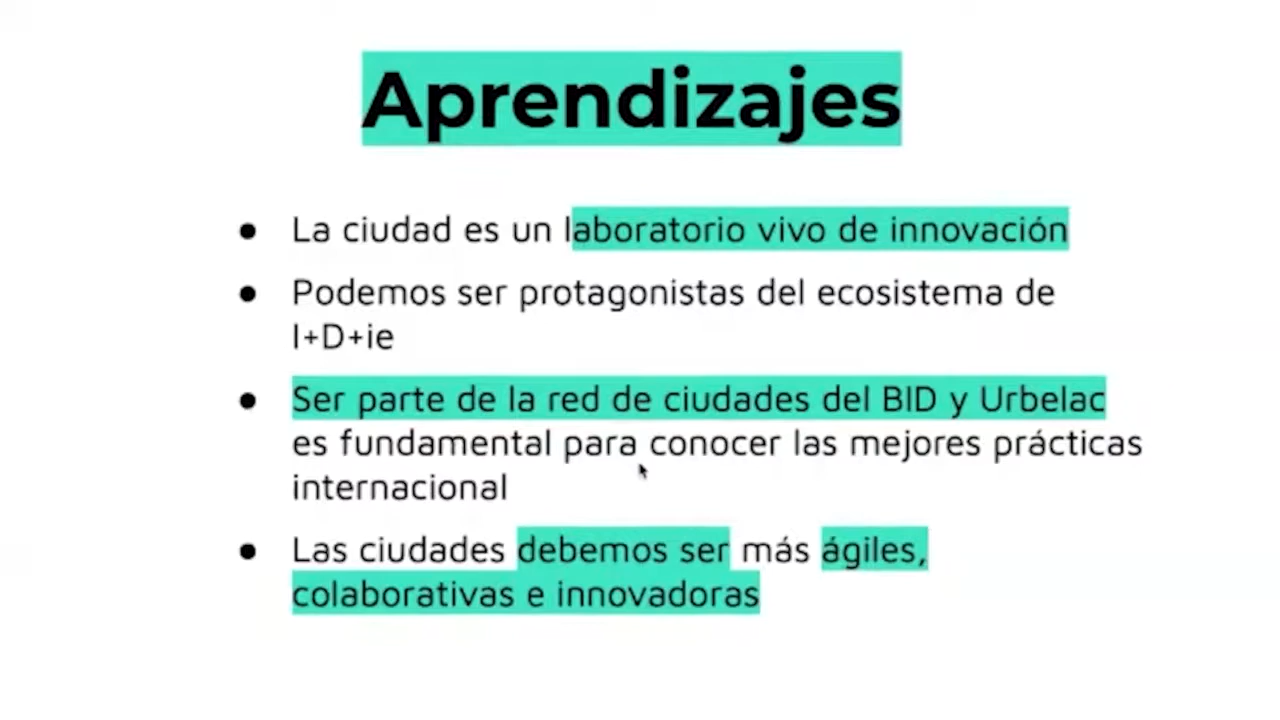 Aprendizajes
● La ciudad es un laboratorio vivo de innovación
● Podemos ser protagonistas del ecosistema de
I+D+ie
● Ser parte de la red de ciudades del BID y Urbelac
es fundamental para conocer las mejores prácticas
internacional
● Las ciudades debemos ser más ágiles,
colaborativas e innovadoras